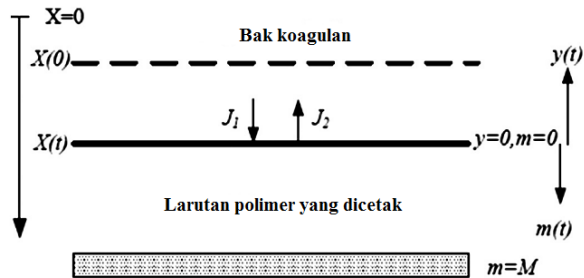 X=0
Bak koagulan
X(0)
y(t)
J1
J2
X(t)
y=0,m=0
Larutan polimer yang dicetak
m(t)
m=M